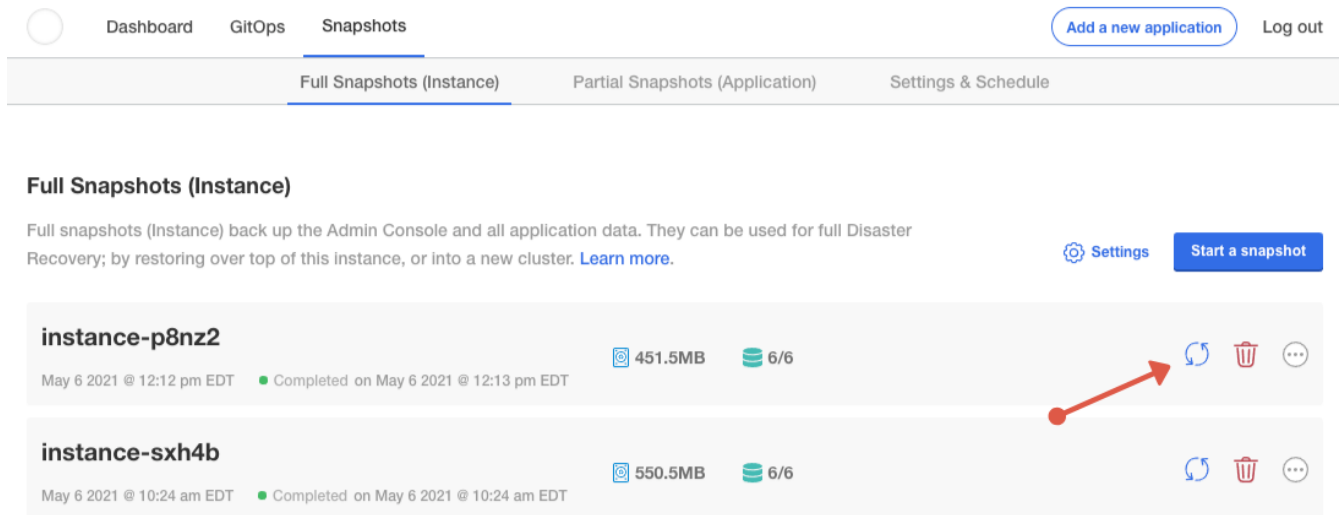 Dashboard GitOps Snapshots Add a new application Log out
Full Snapshots (Instance) Partial Snapshots (Application) Settings & Schedule
Full Snapshots (Instance)
Full snapshots (Instance) back up the Admin Console and all application data. They can be used for full Disaster
Recovery; by restoring over top of this instance, or into a new cluster. Learn more.
Settings Start a snapshot
instance-p8nz2
451.5MB 6/6
May 6 2021 @ 12:12 pm EDT Completed on May 6 2021 @ 12:13 pm EDT
instance-sxh4b
550.5MB 6/6
May 6 2021 @ 10:24 am EDT Completed on May 6 2021 @ 10:24 am EDT